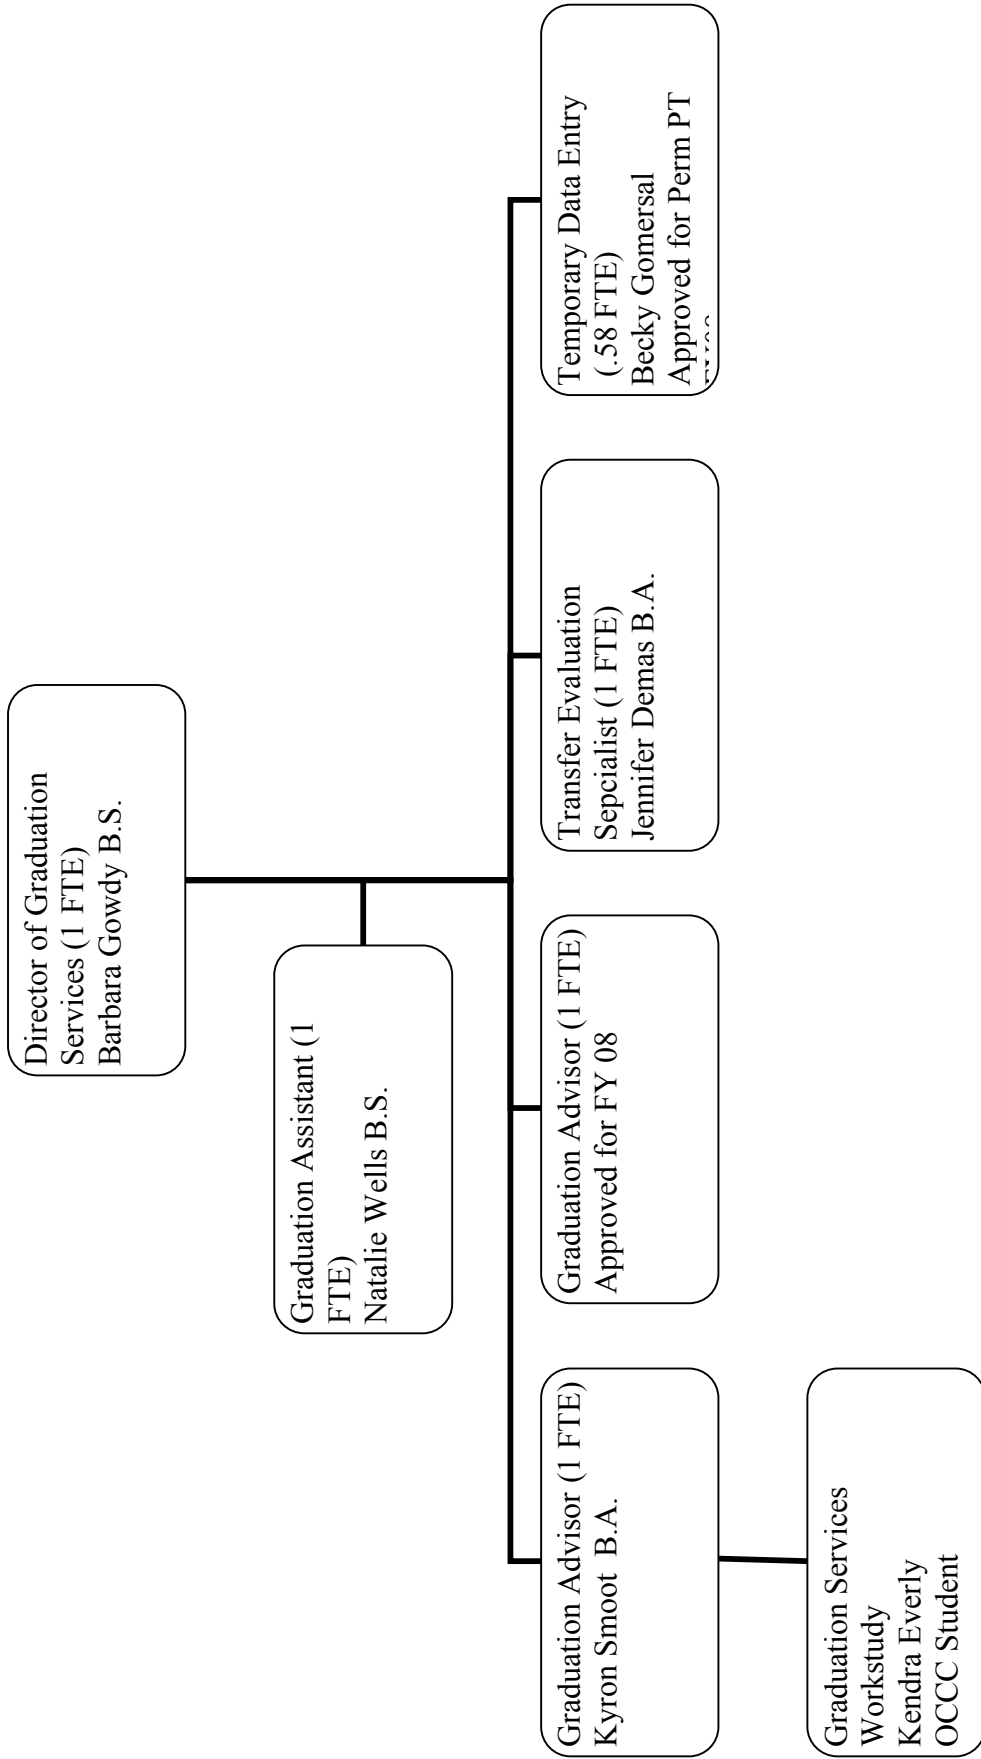 Director of Graduation
Services (1 FTE)
Barbara Gowdy B.S.
Graduation Assistant (1
FTE)
Natalie Wells B.S.
Graduation Advisor (1 FTE)
Kyron Smoot  B.A.
Graduation Advisor (1 FTE)
Approved for FY 08
Transfer Evaluation
Sepcialist (1 FTE)
Jennifer Demas B.A.
Temporary Data Entry
(.58 FTE)
Becky Gomersal
Approved for Perm PT
Graduation Services
Workstudy
Kendra Everly
OCCC Student